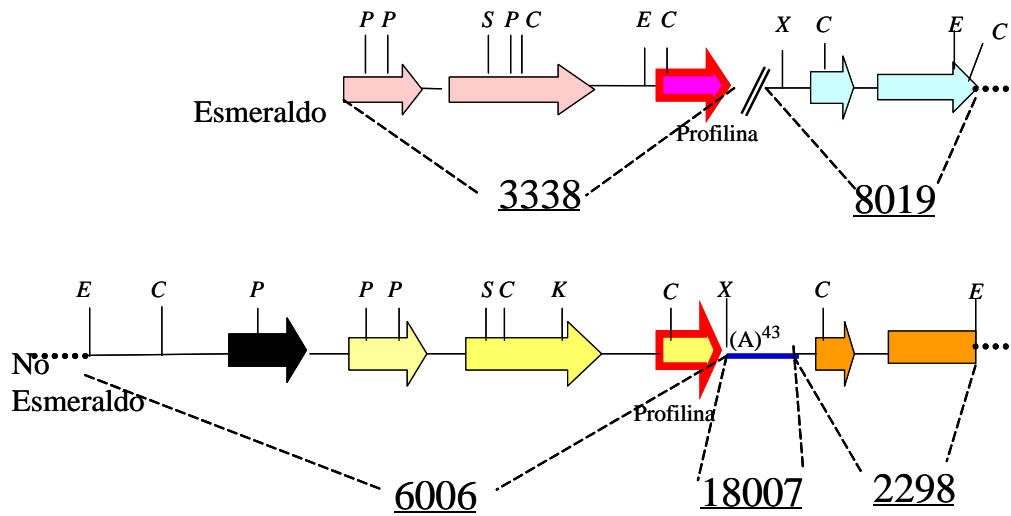 P P S P C E C X C E C
Esmeraldo
Profilina
3338
8019
E C P P P S C K C X C E
(A)43
No
Esmeraldo
Profilina
6006
18007
2298